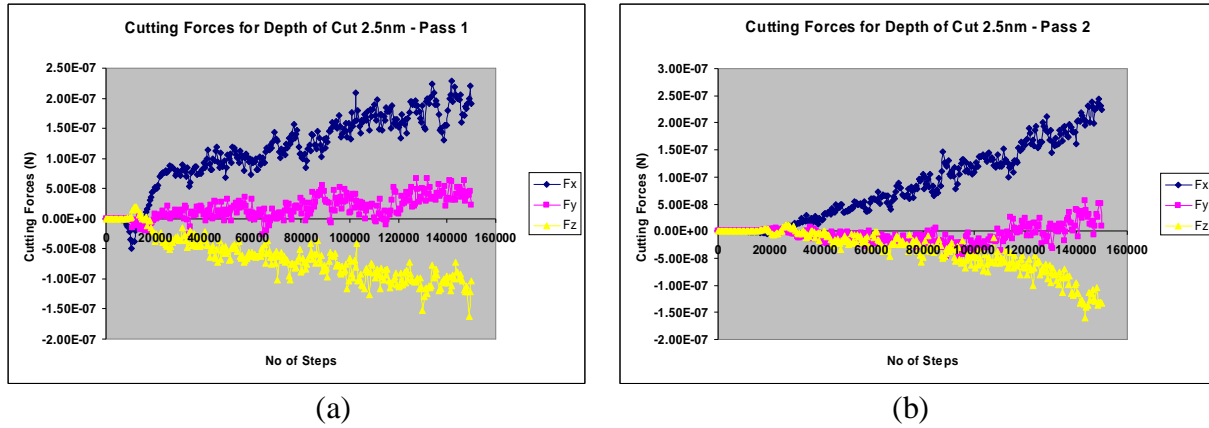 Cutting Forces for Depth of Cut 2.5nm - Pass 1
Cutting Forces (N)
2.50E-07
2.00E-07
1.50E-07
1.00E-07
5.00E-08
0.00E+00
-5.00E-08
-1.00E-07
-1.50E-07
-2.00E-07
0 20000 40000 60000 80000 100000 120000 140000 160000
No of Steps
Fx
Fy
Fz
(a)
Cutting Forces for Depth of Cut 2.5nm - Pass 2
Cutting Forces (N)
3.00E-07
2.50E-07
2.00E-07
1.50E-07
1.00E-07
5.00E-08
0.00E+00
-5.00E-08
-1.00E-07
-1.50E-07
-2.00E-07
0 20000 40000 60000 80000 100000 120000 140000 160000
No of Steps
Fx
Fy
Fz
(b)